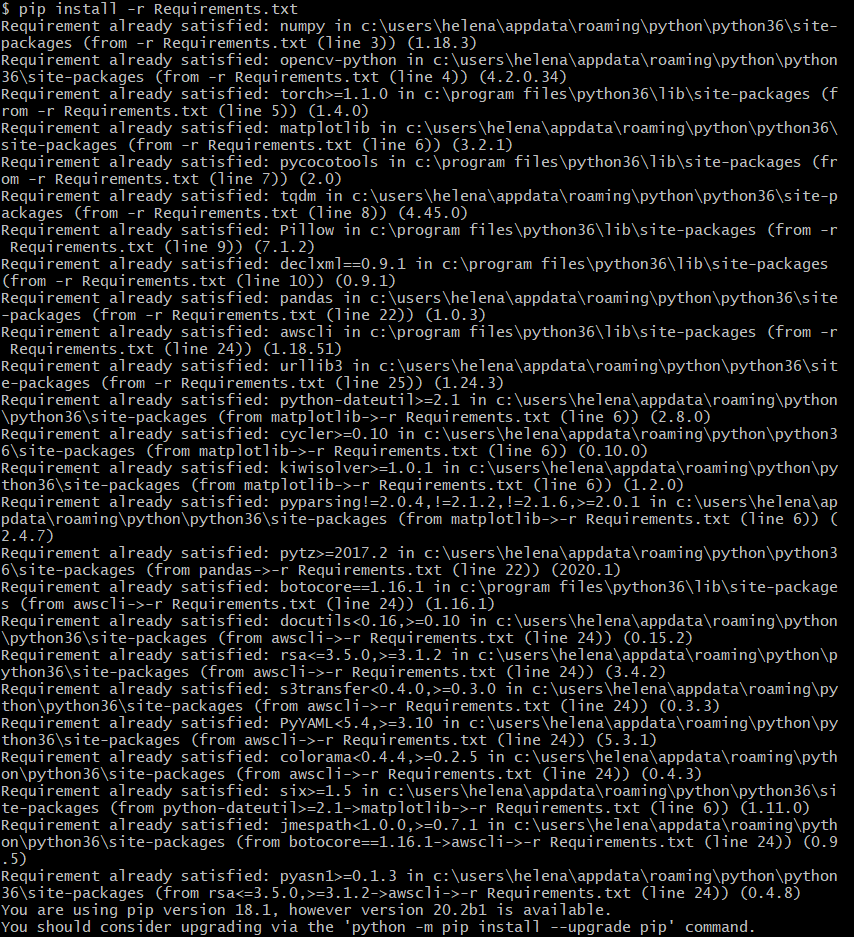 $ pip install -r Requirements.txt
Requirement already satisfied: numpy in c:\users\helena\appdata\roaming\python\python36\site-
packages (from -r Requirements.txt (line 3)) (1.18.3)
Requirement already satisfied: opencv-python in c:\users\helena\appdata\roaming\python\python
36\site-packages (from -r Requirements.txt (line 4)) (4.2.0.34)
Requirement already satisfied: torch>=1.1.0 in c:\program files\python36\lib\site-packages (f
rom -r Requirements.txt (line 5)) (1.4.0)
Requirement already satisfied: matplotlib in c:\users\helena\appdata\roaming\python\python36\
site-packages (from -r Requirements.txt (line 6)) (3.2.1)
Requirement already satisfied: pycocotools in c:\program files\python36\lib\site-packages (fr
om -r Requirements.txt (line 7)) (2.0)
Requirement already satisfied: tqdm in c:\users\helena\appdata\roaming\python\python36\site-p
ackages (from -r Requirements.txt (line 8)) (4.45.0)
Requirement already satisfied: Pillow in c:\program files\python36\lib\site-packages (from -r
 Requirements.txt (line 9)) (7.1.2)
Requirement already satisfied: declxml==0.9.1 in c:\program files\python36\lib\site-packages
(from -r Requirements.txt (line 10)) (0.9.1)
Requirement already satisfied: pandas in c:\users\helena\appdata\roaming\python\python36\site
-packages (from -r Requirements.txt (line 22)) (1.0.3)
Requirement already satisfied: awscli in c:\program files\python36\lib\site-packages (from -r
 Requirements.txt (line 24)) (1.18.51)
Requirement already satisfied: urllib3 in c:\users\helena\appdata\roaming\python\python36\sit
e-packages (from -r Requirements.txt (line 25)) (1.24.3)
Requirement already satisfied: python-dateutil>=2.1 in c:\users\helena\appdata\roaming\python
\python36\site-packages (from matplotlib->-r Requirements.txt (line 6)) (2.8.0)
Requirement already satisfied: cycler>=0.10 in c:\users\helena\appdata\roaming\python\python3
6\site-packages (from matplotlib->-r Requirements.txt (line 6)) (0.10.0)
Requirement already satisfied: kiwisolver>=1.0.1 in c:\users\helena\appdata\roaming\python\py
thon36\site-packages (from matplotlib->-r Requirements.txt (line 6)) (1.2.0)
Requirement already satisfied: pyparsing!=2.0.4,!=2.1.2,!=2.1.6,>=2.0.1 in c:\users\helena\ap
pdata\roaming\python\python36\site-packages (from matplotlib->-r Requirements.txt (line 6)) (
2.4.7)
Requirement already satisfied: pytz>=2017.2 in c:\users\helena\appdata\roaming\python\python3
6\site-packages (from pandas->-r Requirements.txt (line 22)) (2020.1)
Requirement already satisfied: botocore==1.16.1 in c:\program files\python36\lib\site-package
s (from awscli->-r Requirements.txt (line 24)) (1.16.1)
Requirement already satisfied: docutils<0.16,>=0.10 in c:\users\helena\appdata\roaming\python
\python36\site-packages (from awscli->-r Requirements.txt (line 24)) (0.15.2)
Requirement already satisfied: rsa<=3.5.0,>=3.1.2 in c:\users\helena\appdata\roaming\python\p
ython36\site-packages (from awscli->-r Requirements.txt (line 24)) (3.4.2)
Requirement already satisfied: s3transfer<0.4.0,>=0.3.0 in c:\users\helena\appdata\roaming\py
thon\python36\site-packages (from awscli->-r Requirements.txt (line 24)) (0.3.3)
Requirement already satisfied: PyYAML<5.4,>=3.10 in c:\users\helena\appdata\roaming\python\py
thon36\site-packages (from awscli->-r Requirements.txt (line 24)) (5.3.1)
Requirement already satisfied: colorama<0.4.4,>=0.2.5 in c:\users\helena\appdata\roaming\pyth
on\python36\site-packages (from awscli->-r Requirements.txt (line 24)) (0.4.3)
Requirement already satisfied: six>=1.5 in c:\users\helena\appdata\roaming\python\python36\si
te-packages (from python-dateutil>=2.1->matplotlib->-r Requirements.txt (line 6)) (1.11.0)
Requirement already satisfied: jmespath<1.0.0,>=0.7.1 in c:\users\helena\appdata\roaming\pyth
on\python36\site-packages (from botocore==1.16.1->awscli->-r Requirements.txt (line 24)) (0.9
.5)
Requirement already satisfied: pyasn1>=0.1.3 in c:\users\helena\appdata\roaming\python\python
36\site-packages (from rsa<=3.5.0,>=3.1.2->awscli->-r Requirements.txt (line 24)) (0.4.8)
You are using pip version 18.1, however version 20.2b1 is available.
You should consider upgrading via the 'python -m pip install --upgrade pip' command.